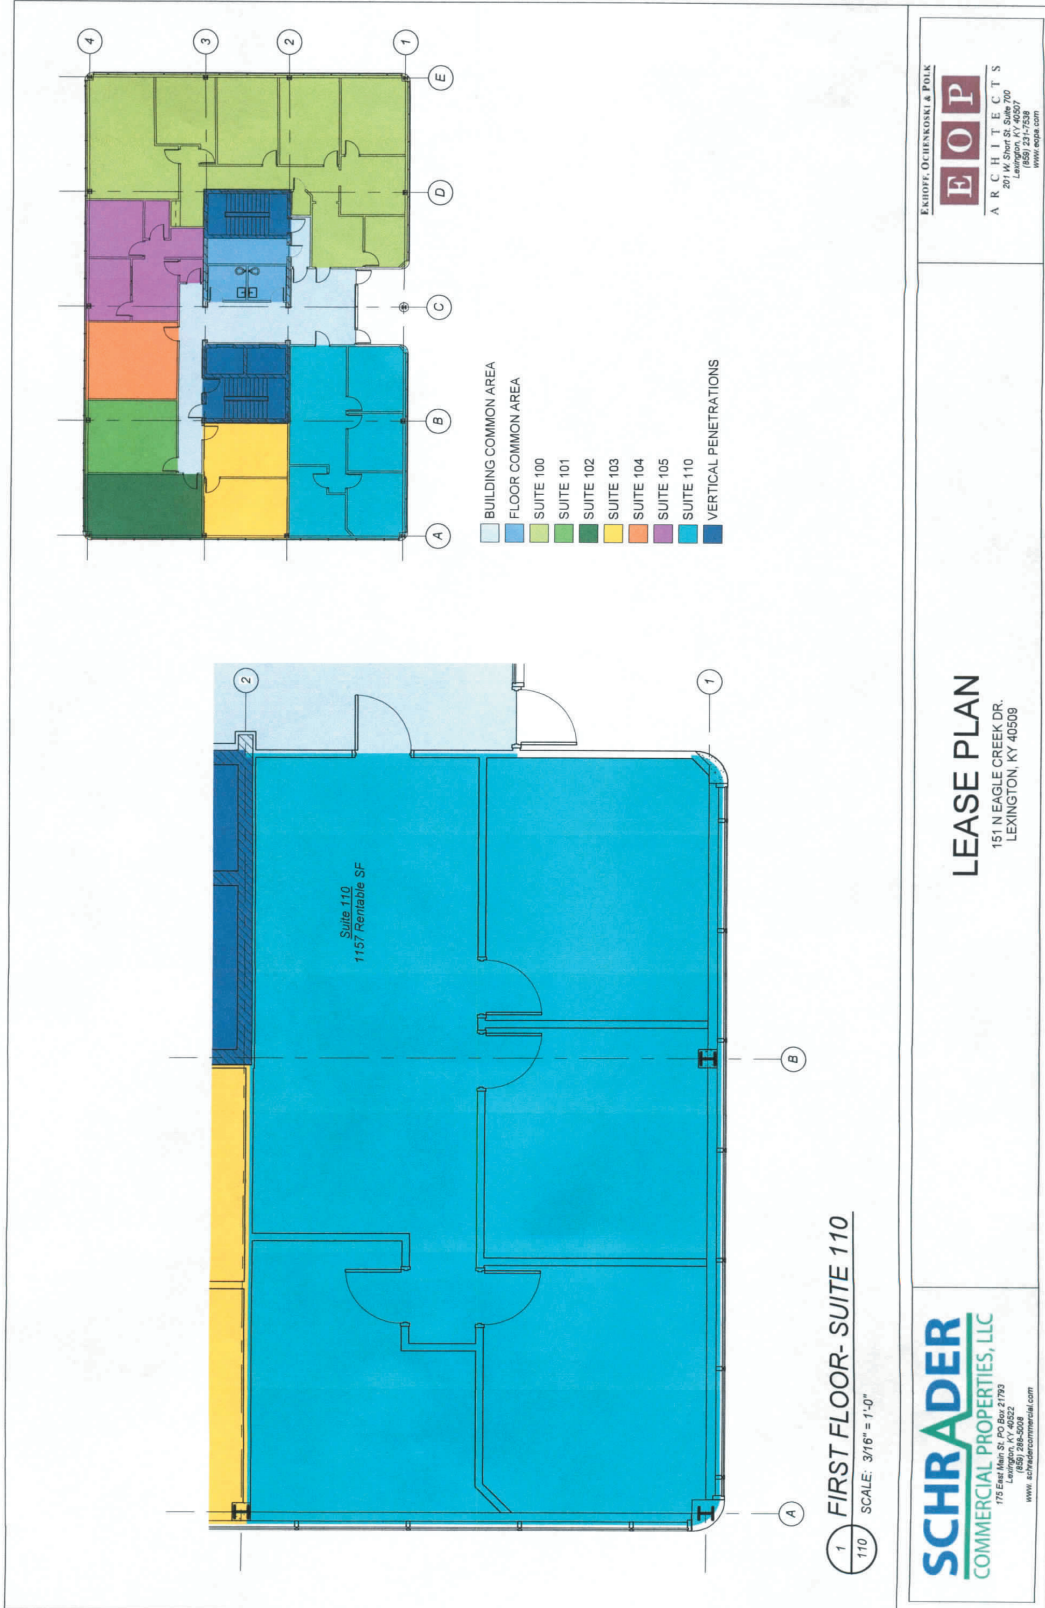 Suite 110
1157 Rentable SF
2
1
A
B
1
110
FIRST FLOOR- SUITE 110
SCALE: 3/16" = 1'-0"
4
3
2
1
A
B
C
D
E
BUILDING COMMON AREA
FLOOR COMMON AREA
SUITE 100
SUITE 101
SUITE 102
SUITE 103
SUITE 104
SUITE 105
SUITE 110
VERTICAL PENETRATIONS
SCHRADER
COMMERCIAL PROPERTIES, LLC
175 East Main St. PO Box 21793
Lexington, KY 40522
(859) 288-5008
www. schradercommercial.com
LEASE PLAN
151 N EAGLE CREEK DR.
LEXINGTON, KY 40509
EKHOFF, OCHENKOSKI & POLK
E O P
A R C H I T E C T S
201 W. Short St. Suite 700
Lexington, KY 40507
(859) 231-7538
www.eopa.com